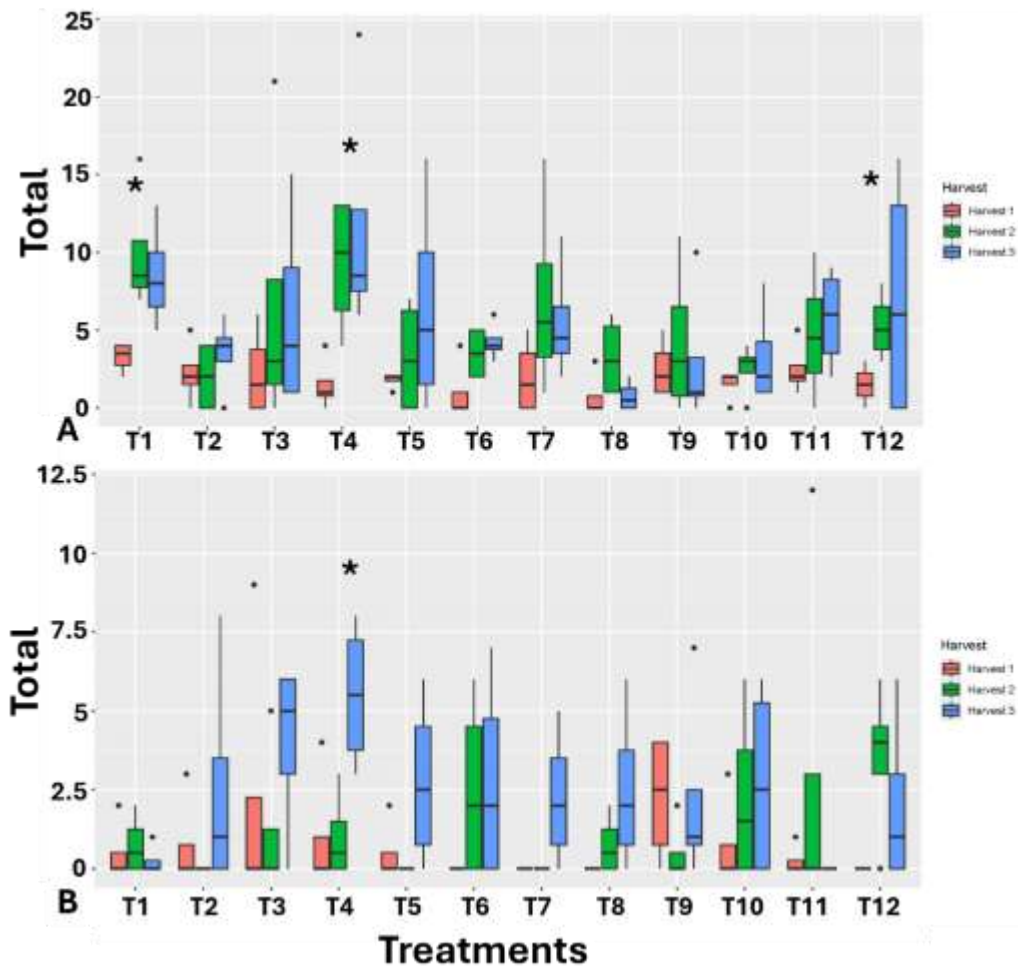 25
20
15
10
5
0
Total
*
*
*
Harvest
Harvest 1
Harvest 2
Harvest 3
A
T1 T2 T3 T4 T5 T6 T7 T8 T9 T10 T11 T12
12.5
10
7.5
5
2.5
0
Total
*
Harvest
Harvest 1
Harvest 2
Harvest 3
B
T1 T2 T3 T4 T5 T6 T7 T8 T9 T10 T11 T12
Treatments